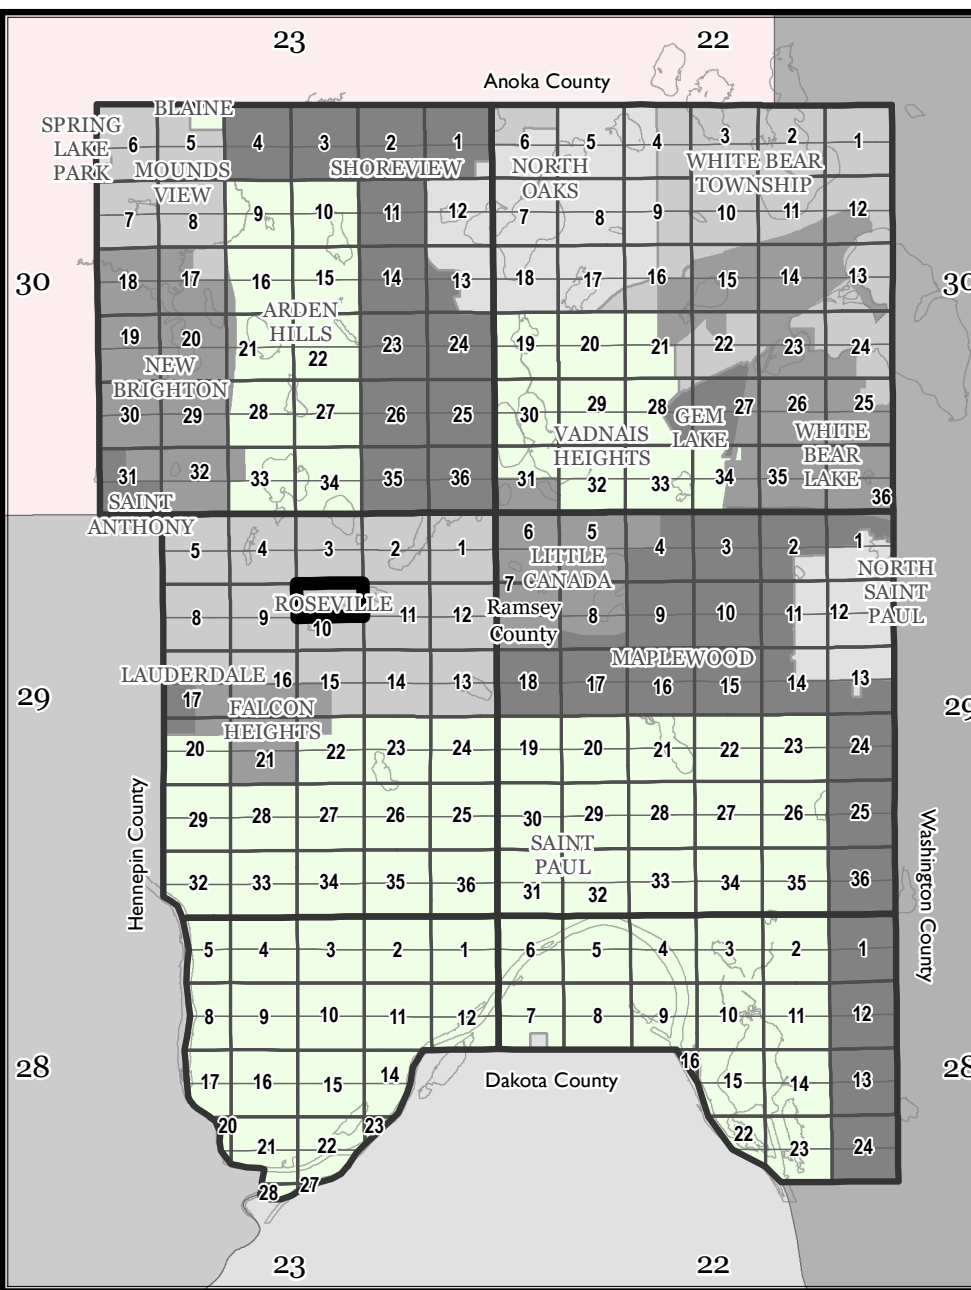 23 22
Anoka County
BLAINE
SPRING
LAKE
PARK
6 5 4 3 2 1 6 5 4 3 2 1
MOUNDS
VIEW
SHOREVIEW
NORTH
OAKS
WHITE BEAR
TOWNSHIP
7 8 9 10 11 12 7 8 9 10 11 12
30 18 17 16 15 14 13 18 17 16 15 14 13 30
ARDEN
HILLS
19 20 21 22 23 24 19 20 21 22 23 24
NEW
BRIGHTON
30 29 28 27 26 25 30 29 28 27 26 25
GEM
LAKE
VADNAIS
HEIGHTS
WHITE
BEAR
LAKE
31 32 33 34 35 36 31 32 33 34 35 36
SAINT
ANTHONY
5 4 3 2 1 6 5 4 3 2 1
LITTLE
CANADA
NORTH
SAINT
PAUL
ROSEVILLE
8 9 10 11 12 7 8 9 10 11 12
Ramsey
County
MAPLEWOOD
LAUDERDALE
29 17 16 15 14 13 18 17 16 15 14 13 29
FALCON
HEIGHTS
20 21 22 23 24 19 20 21 22 23 24
29 28 27 26 25 30 29 28 27 26 25
SAINT
PAUL
32 33 34 35 36 31 32 33 34 35 36
Hennepin County
Washington County
5 4 3 2 1 6 5 4 3 2 1
8 9 10 11 12 7 8 9 10 11 12
28 17 16 15 14 16 15 14 13 28
Dakota County
20 21 22 23 22 23 24
28 27
23 22